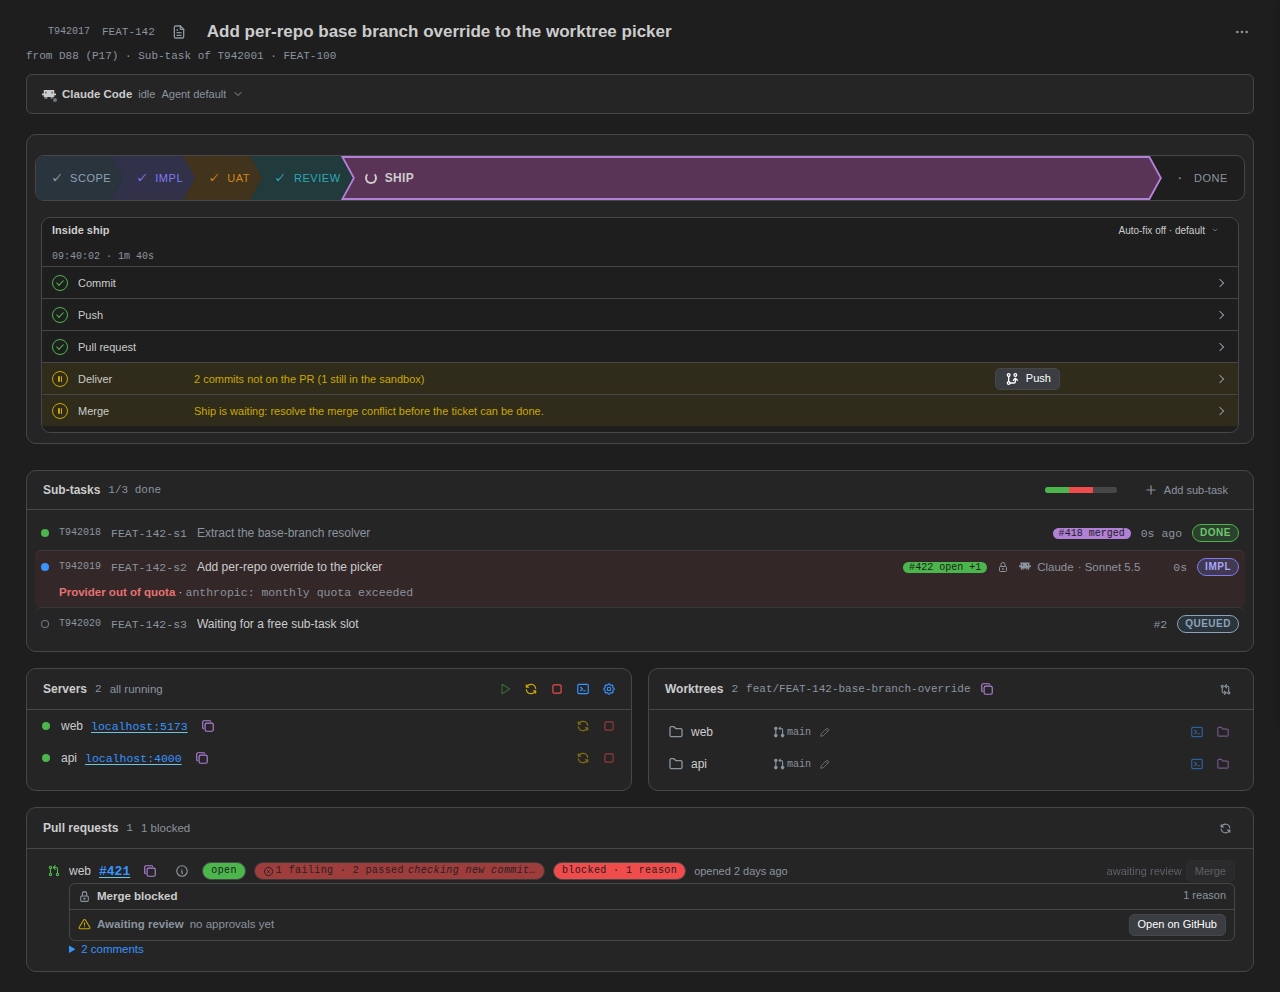 T942017 FEAT-142 Add per-repo base branch override to the worktree picker
from D88 (P17) · Sub-task of T942001 · FEAT-100
Claude Code idle Agent default
SCOPE IMPL UAT REVIEW SHIP · DONE
Inside ship Auto-fix off · default
09:40:02 · 1m 40s
Commit
Push
Pull request
Deliver 2 commits not on the PR (1 still in the sandbox) Push
Merge Ship is waiting: resolve the merge conflict before the ticket can be done.
Sub-tasks 1/3 done Add sub-task
T942018 FEAT-142-s1 Extract the base-branch resolver #418 merged 0s ago DONE
T942019 FEAT-142-s2 Add per-repo override to the picker #422 open +1 Claude · Sonnet 5.5 0s IMPL
Provider out of quota · anthropic: monthly quota exceeded
T942020 FEAT-142-s3 Waiting for a free sub-task slot #2 QUEUED
Servers 2 all running
web localhost:5173
api localhost:4000
Worktrees 2 feat/FEAT-142-base-branch-override
web main
api main
Pull requests 1 1 blocked
web #421 open 1 failing · 2 passed checking new commit… blocked · 1 reason opened 2 days ago awaiting review Merge
Merge blocked 1 reason
Awaiting review no approvals yet Open on GitHub
2 comments